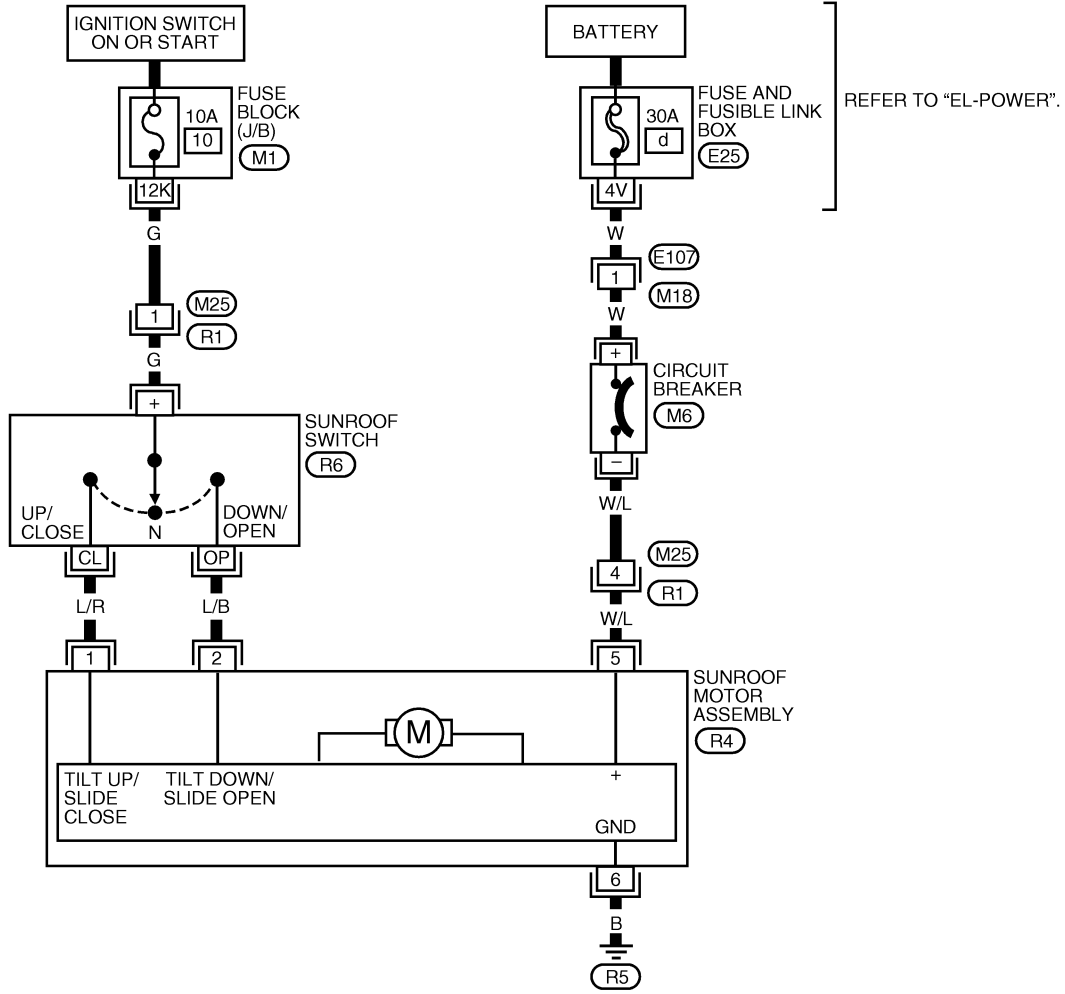 IGNITION SWITCH
ON OR START
BATTERY
10A
10
FUSE
BLOCK
(J/B)
M1
30A
d
FUSE AND
FUSIBLE LINK
BOX
E25
REFER TO “EL-POWER”.
12K
4V
G
W
1
E107
M18
1
M25
R1
W
G
+
CIRCUIT
BREAKER
M6
–
+
SUNROOF
SWITCH
R6
UP/
CLOSE
N
DOWN/
OPEN
W/L
CL
OP
4
M25
R1
L/R
L/B
W/L
1
2
5
SUNROOF
MOTOR
ASSEMBLY
R4
M
TILT UP/
SLIDE
CLOSE
TILT DOWN/
SLIDE OPEN
+
GND
6
B
R5